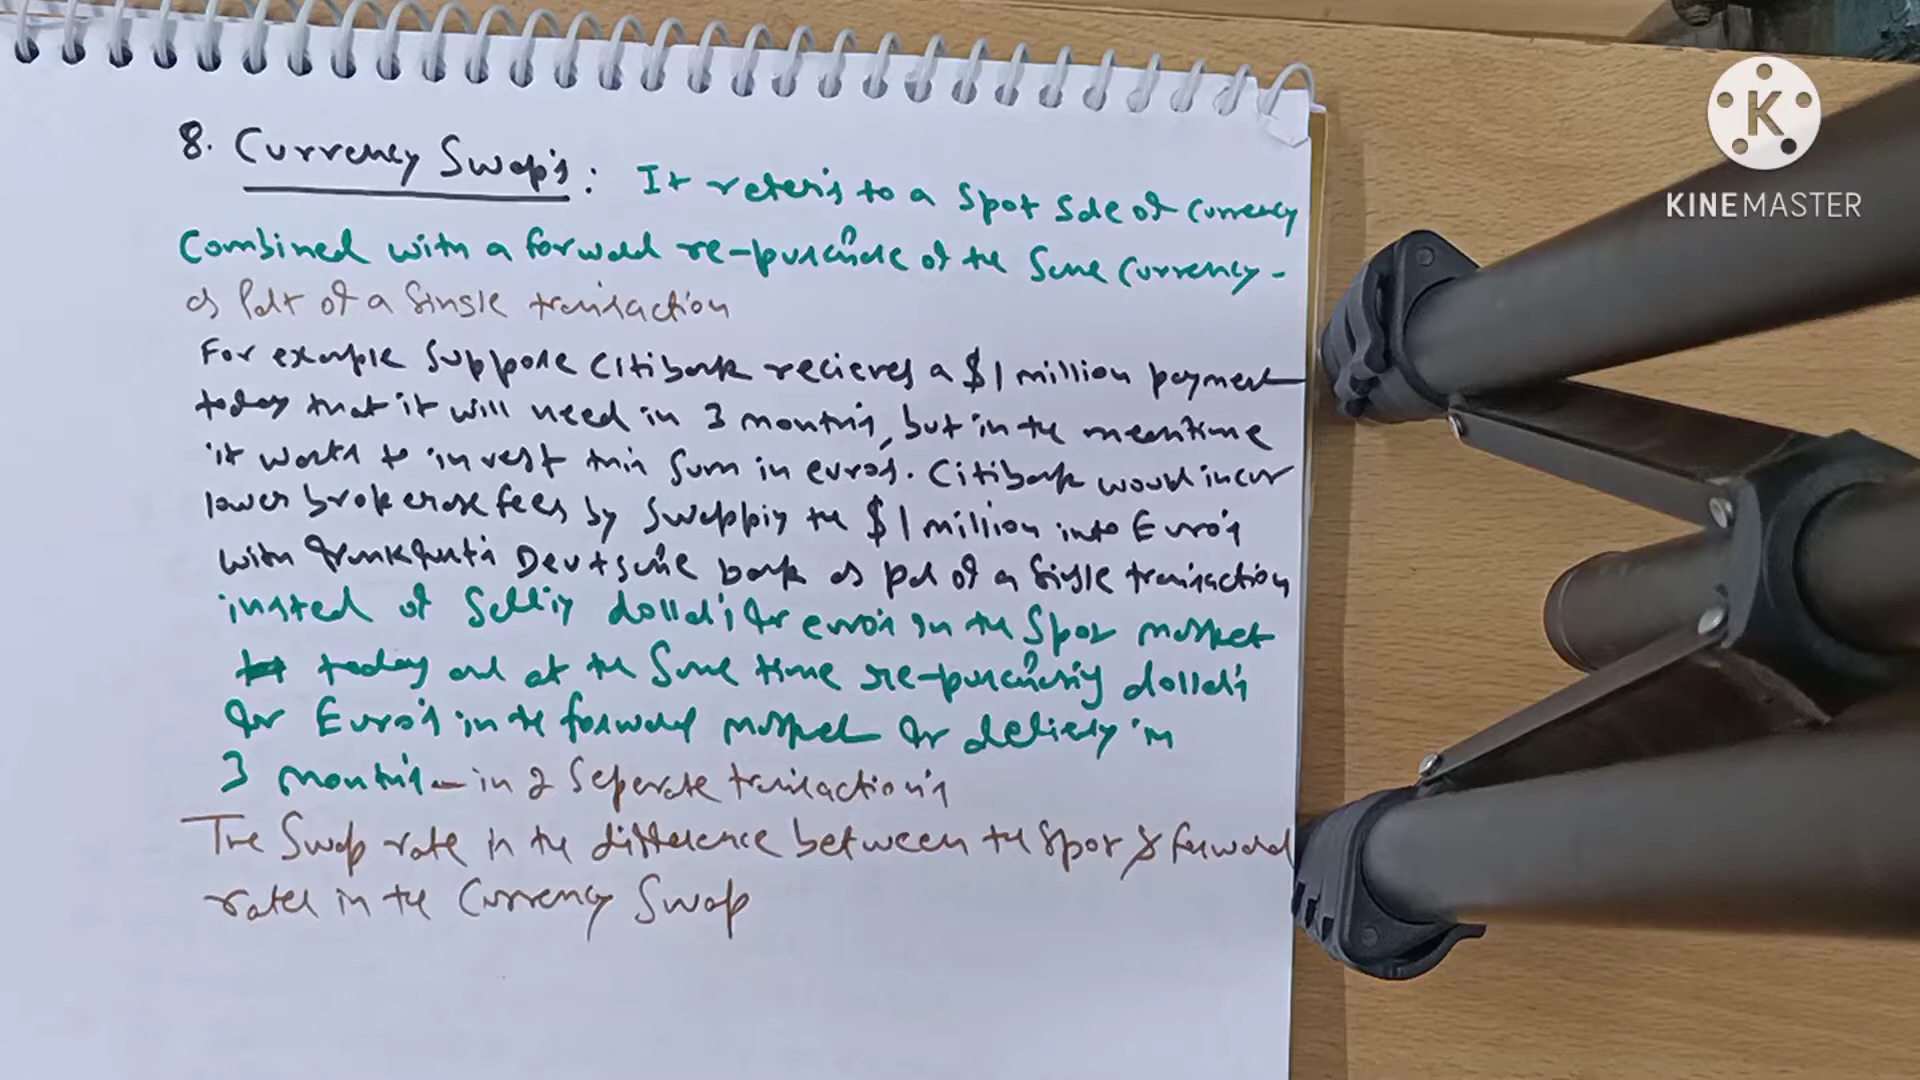 8. Currency Swap's: It refers to a Spot Sale of Currency
Combined with a forward re-purchase of the Same Currency -
as Part of a Single transaction
For example Suppose Citibank recieves a $1 million payment
today that it will need in 3 months, but in the meantime
it wants to invest this Sum in euros. Citibank would incur
lower brokerage fees by Swapping the $1 million into Euro's
with Frankfurt's Deutsche bank as part of a Single transaction
insted of Selling dollars for euros in the Spot market
today and at the Same time re-purchasing dollars
for Euro's in the forward market for delivery in
3 months - in 2 Seperate transaction's
The Swap rate is the difference between the Spot & forward
rates in the Currency Swap
K
KINEMASTER